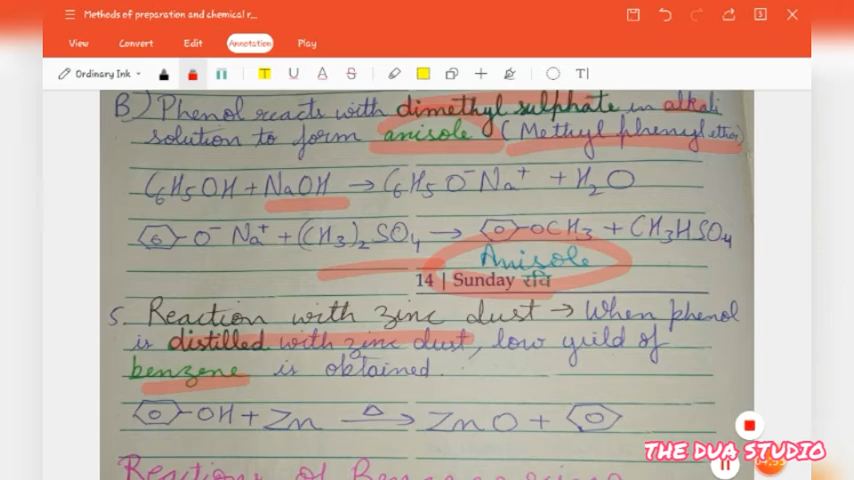 Methods of preparation and chemical r...
3
View Convert Edit Annotation Play
Ordinary Ink T T U A S T
B) Phenol reacts with dimethyl sulphate in alkali
solution to form anisole (Methyl phenyl ether)
C6H5OH + NaOH → C6H5O⁻Na⁺ + H2O
O⁻ Na⁺ + (CH3)2SO4 → OCH3 + CH3HSO4
Anisole
14 | Sunday रवि
5. Reaction with zinc dust → When phenol
is distilled with zinc dust, low yield of
benzene is obtained.
OH + Zn △→ ZnO +
THE DUA STUDIO